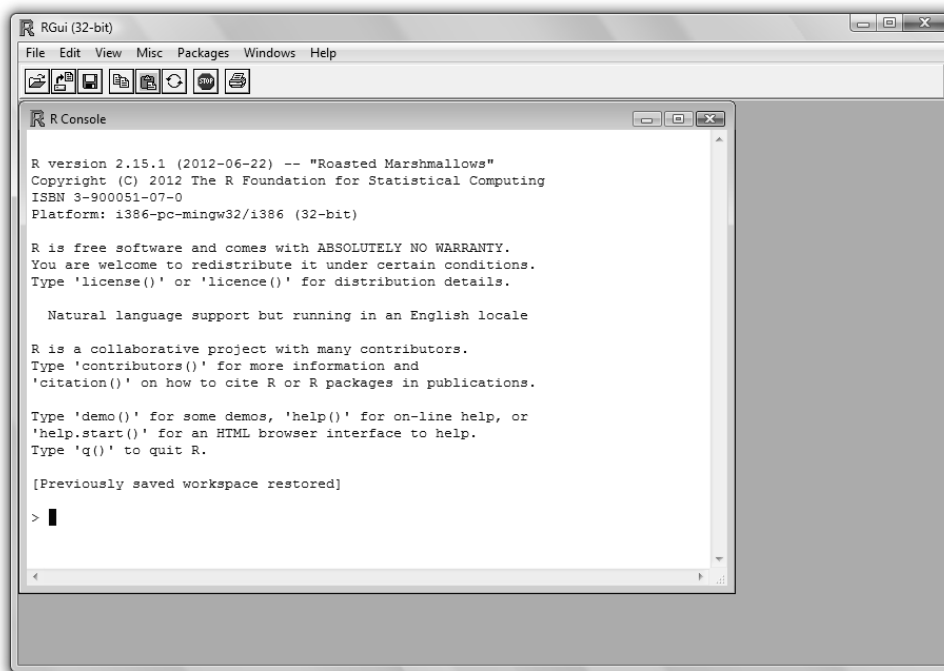 RGui (32-bit)
File Edit View Misc Packages Windows Help
STOP
R Console
R version 2.15.1 (2012-06-22) -- "Roasted Marshmallows"
Copyright (C) 2012 The R Foundation for Statistical Computing
ISBN 3-900051-07-0
Platform: i386-pc-mingw32/i386 (32-bit)
R is free software and comes with ABSOLUTELY NO WARRANTY.
You are welcome to redistribute it under certain conditions.
Type 'license()' or 'licence()' for distribution details.
Natural language support but running in an English locale
R is a collaborative project with many contributors.
Type 'contributors()' for more information and
'citation()' on how to cite R or R packages in publications.
Type 'demo()' for some demos, 'help()' for on-line help, or
'help.start()' for an HTML browser interface to help.
Type 'q()' to quit R.
[Previously saved workspace restored]
>